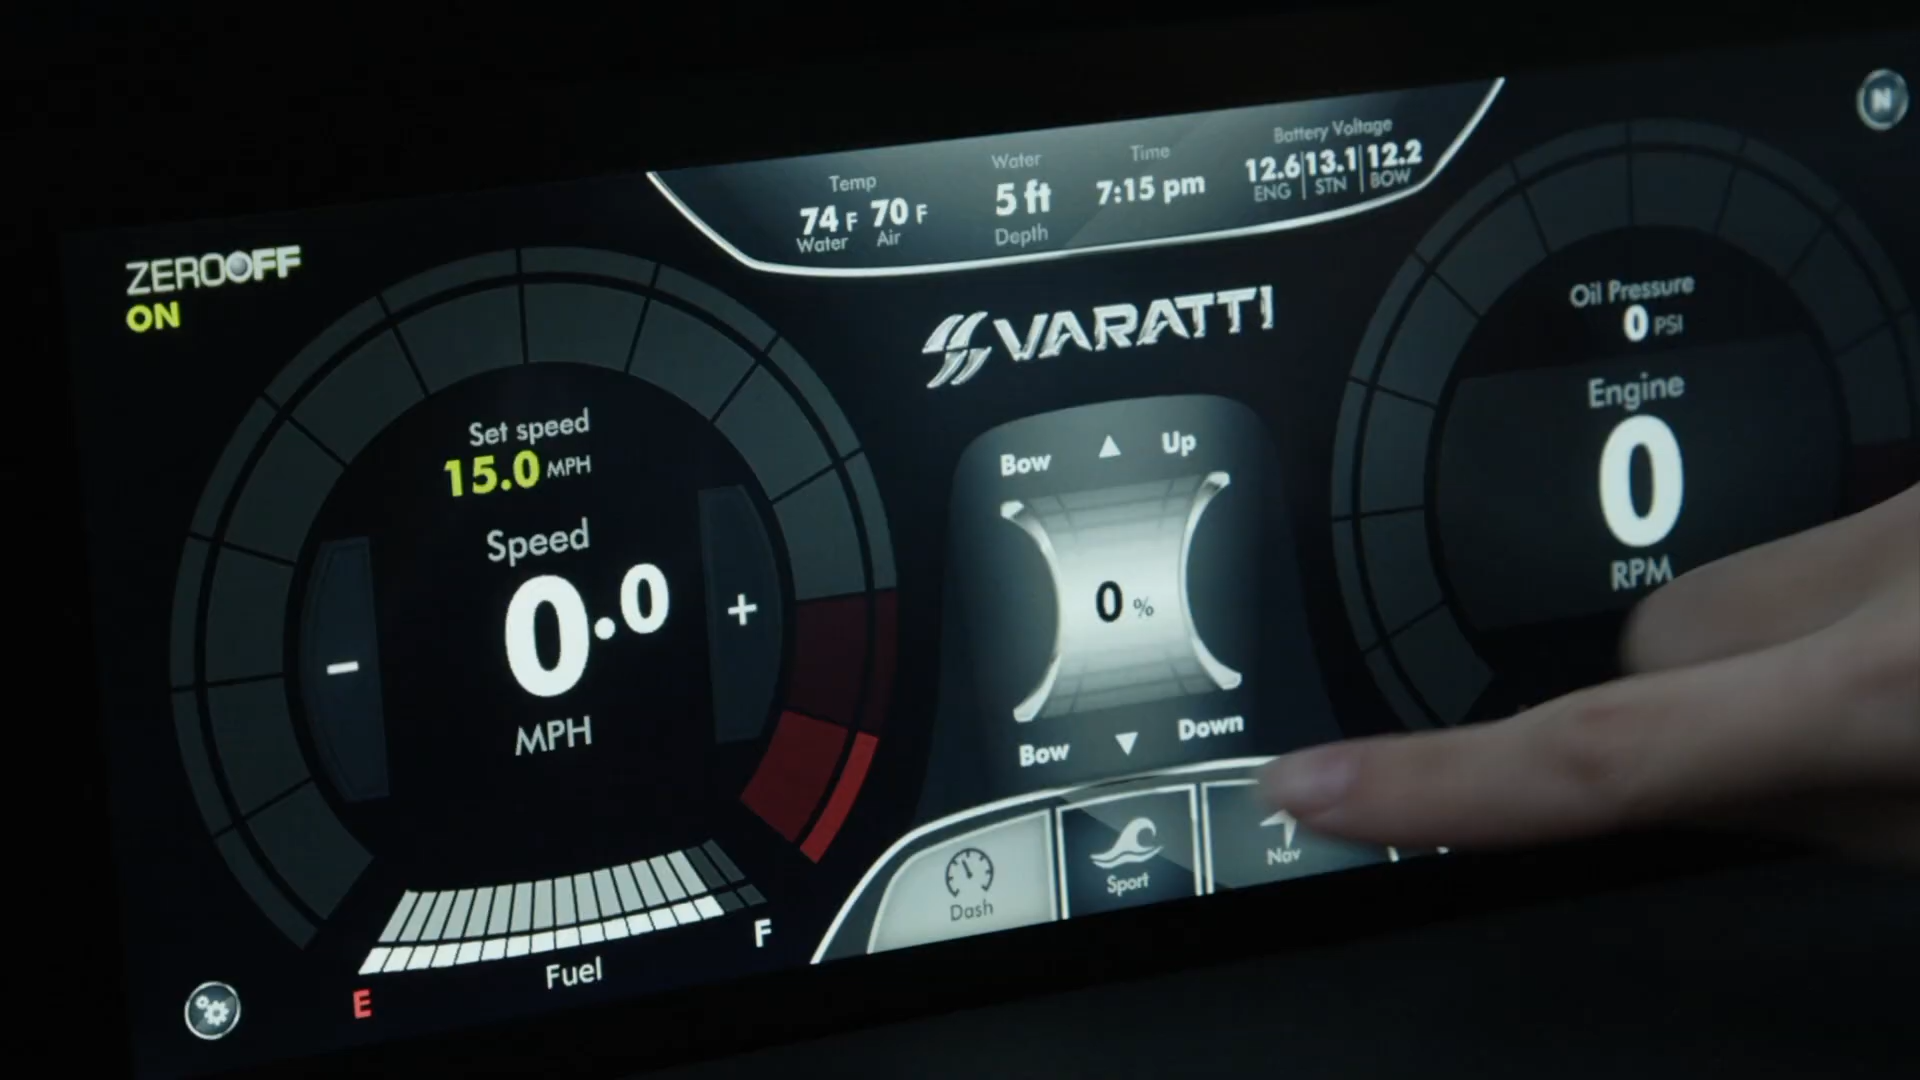 N
Temp
74 F 70 F
Water Air
Water
5 ft
Depth
Time
7:15 pm
Battery Voltage
12.6 | 13.1 | 12.2
ENG | STN | BOW
ZEROOFF
ON
VARATTI
Set speed
15.0 MPH
Speed
0.0
MPH
- +
Oil Pressure
0 PSI
Engine
0
RPM
Bow ▲ Up
0 %
Bow ▼ Down
Dash
Sport
Nav
E
Fuel
F